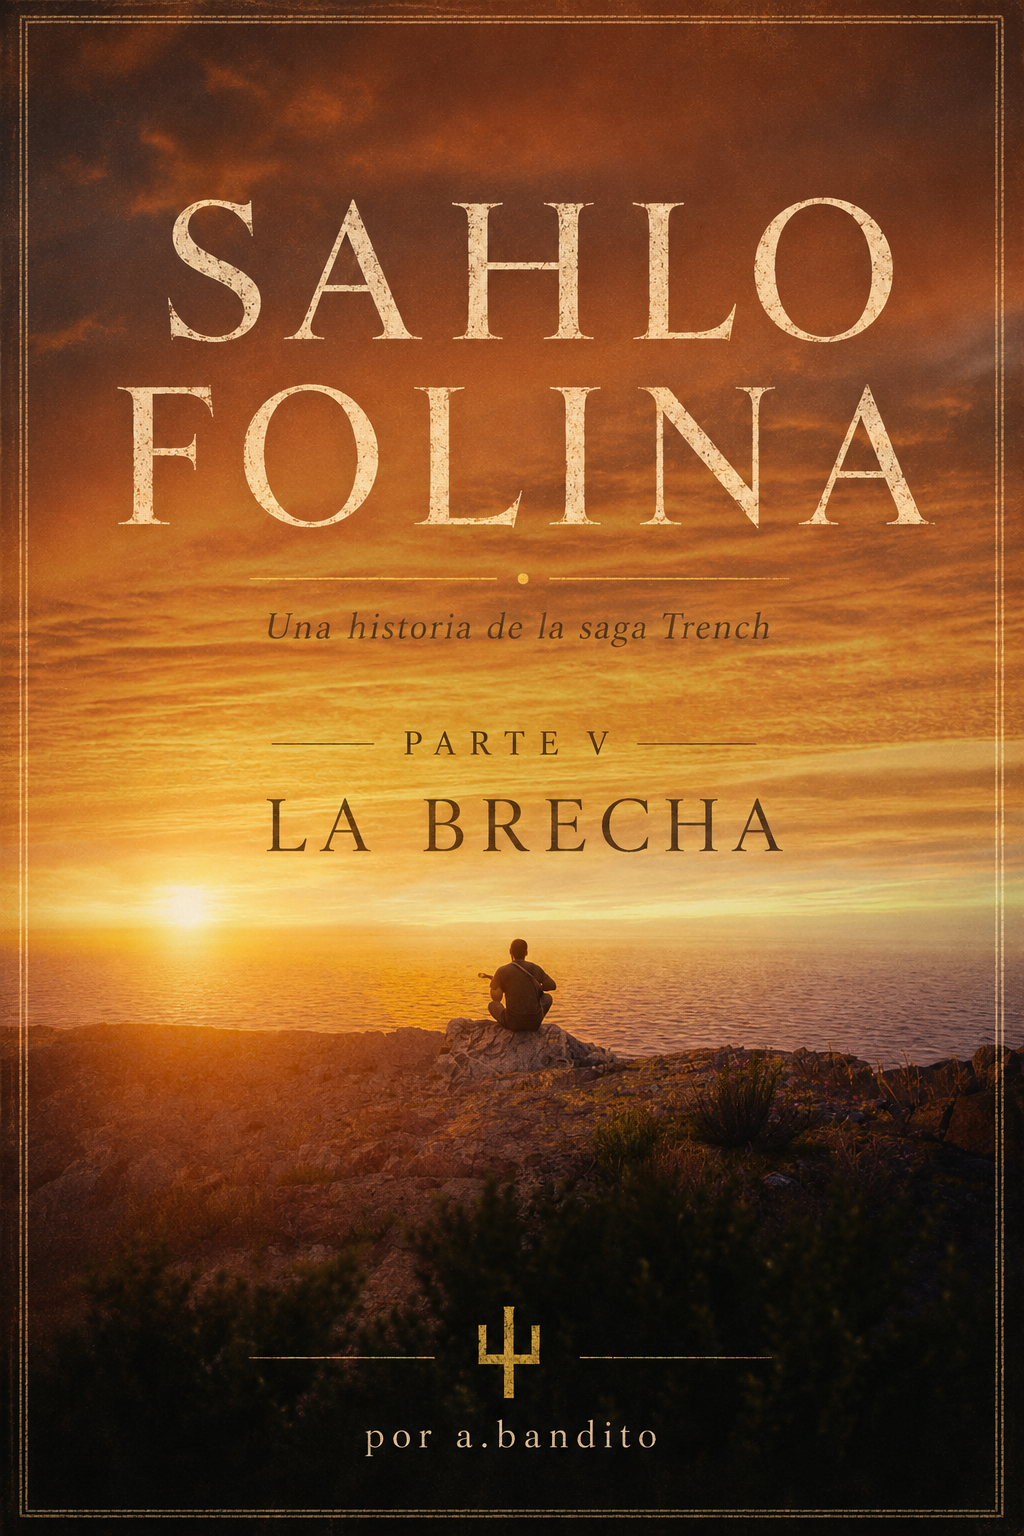 SAHLO
FOLINA
Una historia de la saga Trench
PARTE V
LA BRECHA
por a.bandito